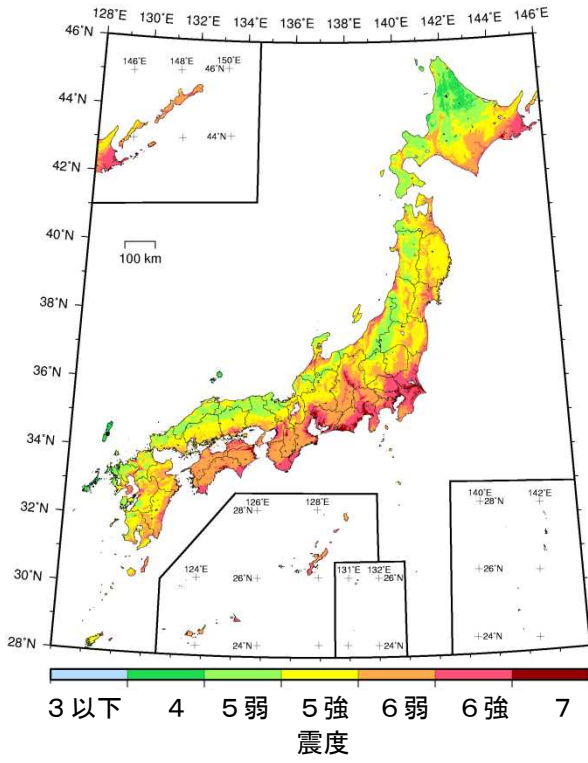 128°E 130°E 132°E 134°E 136°E 138°E 140°E 142°E 144°E 146°E
46°N
146°E 148°E 150°E
46°N
44°N
44°N
42°N
40°N
100 km
38°N
36°N
34°N
32°N
126°E 128°E
28°N
140°E 142°E
28°N
30°N
124°E
26°N
131°E 132°E
26°N
26°N
28°N
24°N
24°N
24°N
3以下 4 5弱 5強 6弱 6強 7
震度